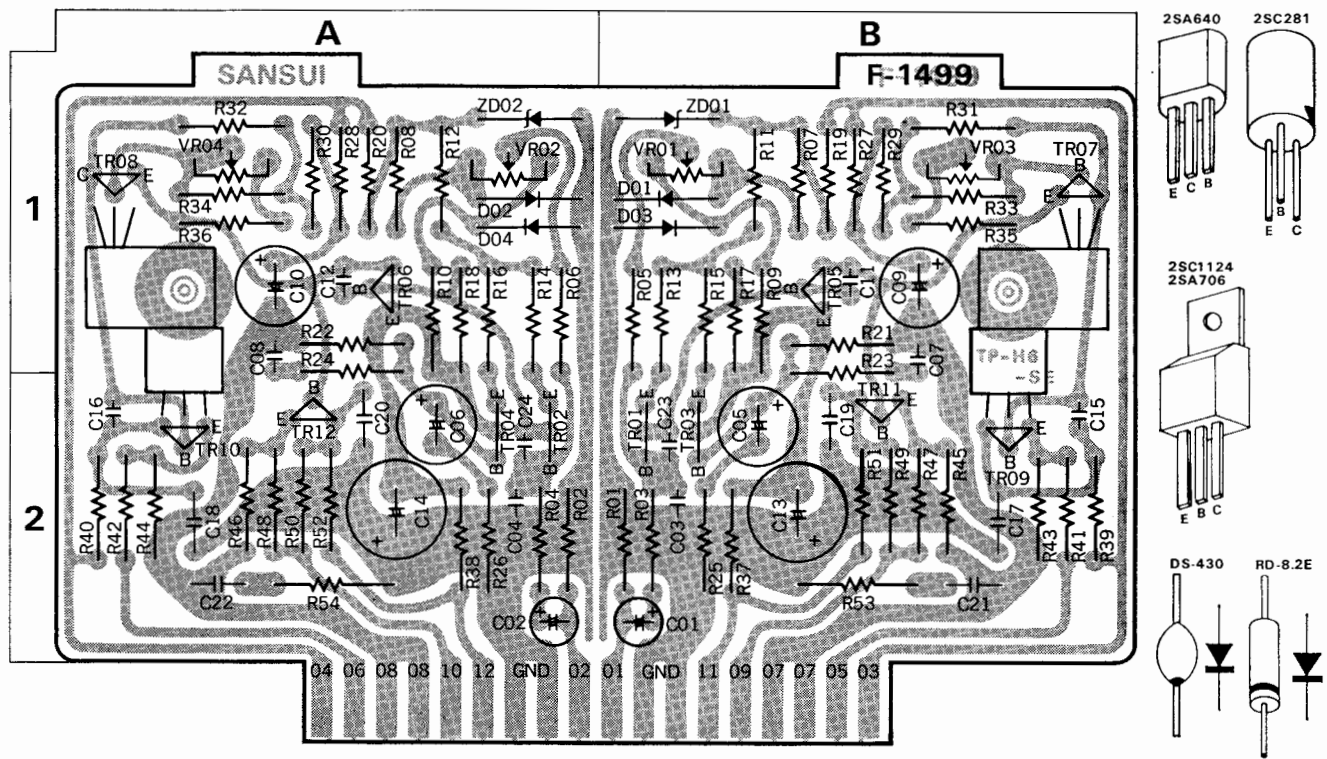 A B
SANSUI F-1499
2SA640 2SC281
R32 ZD02 ZD01 R31
R30 R28 R20 R08 R12 R11 R07 R19 R27 R29
VR04 VR02 VR01 VR03
TR08 C E TR07 B E
1
R34 D02 D01 R33
R36 D04 D03 R35
E C B E B C
C10 C12 B TR06 E R10 R18 R16 R14 R06 R05 R13 R15 R17 R09 B TR05 E C11 C09
2SC1124
2SA706
R22 R21
C08 R24 R23 C07
TP-H6
-SE
C16 B E TR12 C20 C06 E TR04 B C24 E TR02 B E TR01 B C23 E TR03 B C05 C19 TR11 E B C15
E TR10 B E TR09 B
2
R40 R42 R44 C18 R46 R48 R50 R52 C14 R38 R26 C04 R04 R02 R01 R03 C03 R25 R37 C13 R51 R49 R47 R45 C17 R43 R41 R39
E B C
C22 R54 R53 C21
C02 C01
DS-430 RD-8.2E
04 06 08 08 10 12 GND 02 01 GND 11 09 07 07 05 03